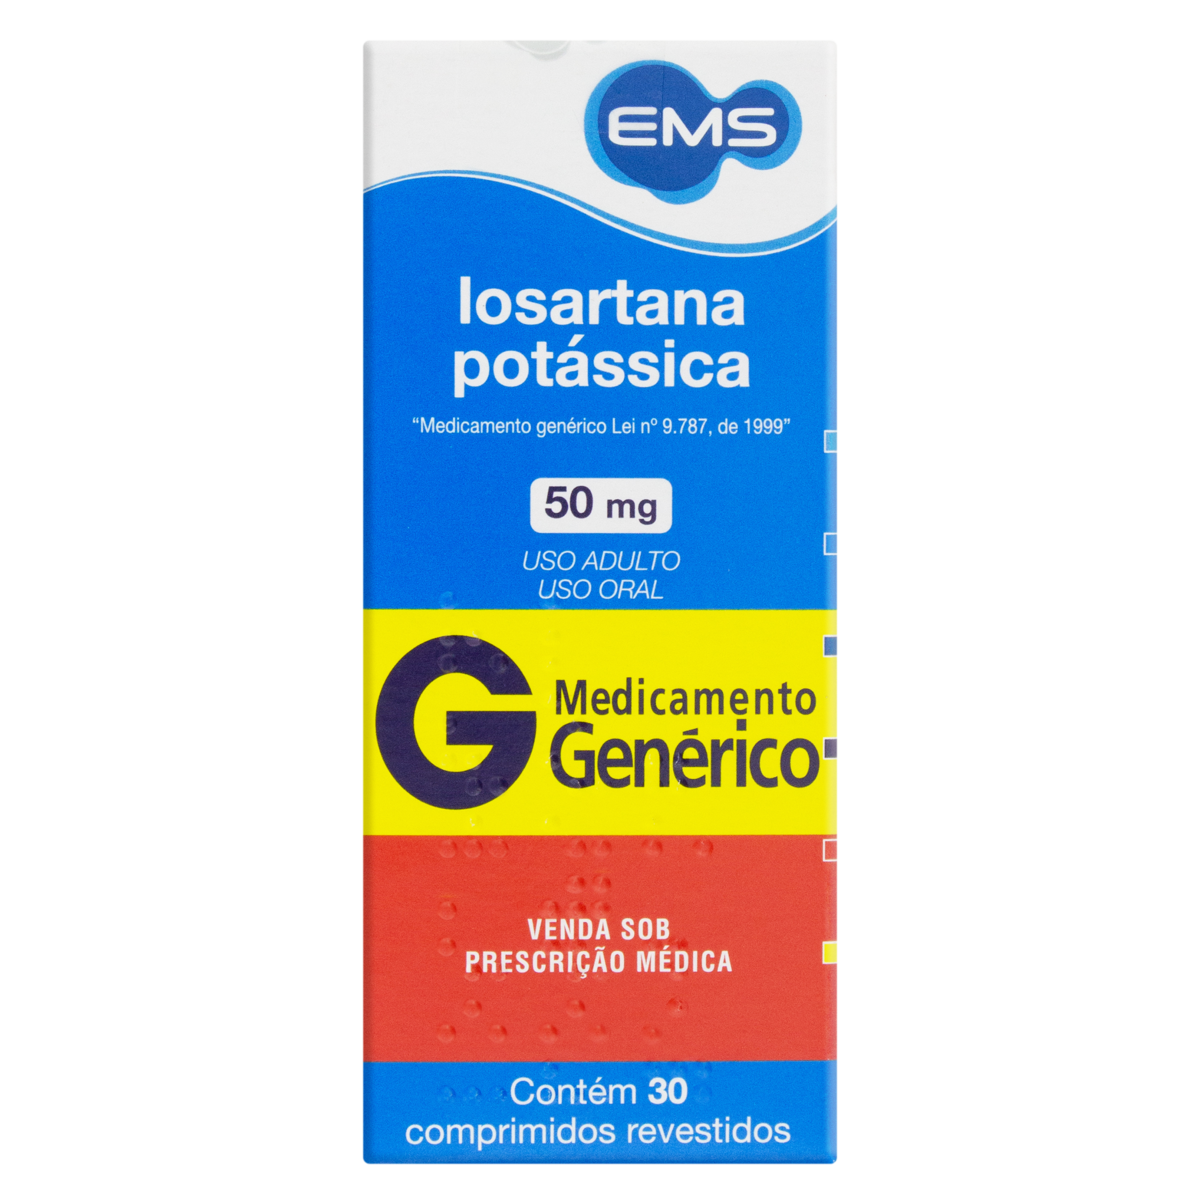 EMS
losartana
potássica
“Medicamento genérico Lei nº 9.787, de 1999”
50 mg
USO ADULTO
USO ORAL
G Medicamento
Genérico
VENDA SOB
PRESCRIÇÃO MÉDICA
Contém 30
comprimidos revestidos